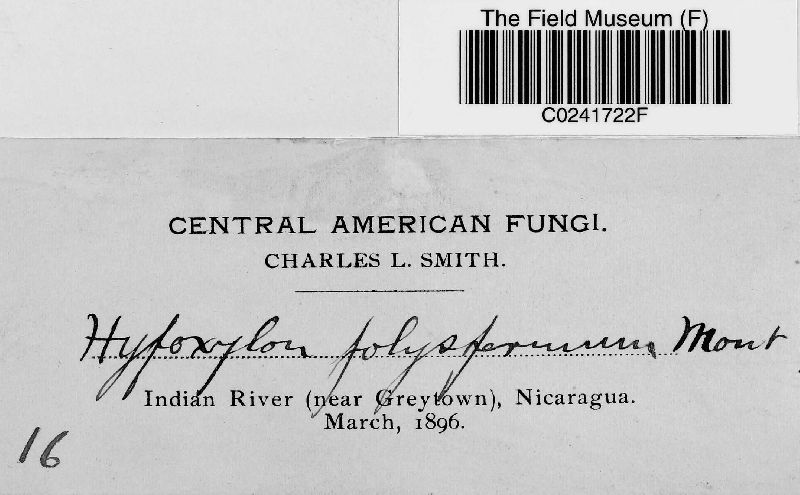 The Field Museum (F)
C0241722F
CENTRAL AMERICAN FUNGI.
CHARLES L. SMITH.
Hypoxylon polyspermum Mont
Indian River (near Greytown), Nicaragua.
March, 1896.
16